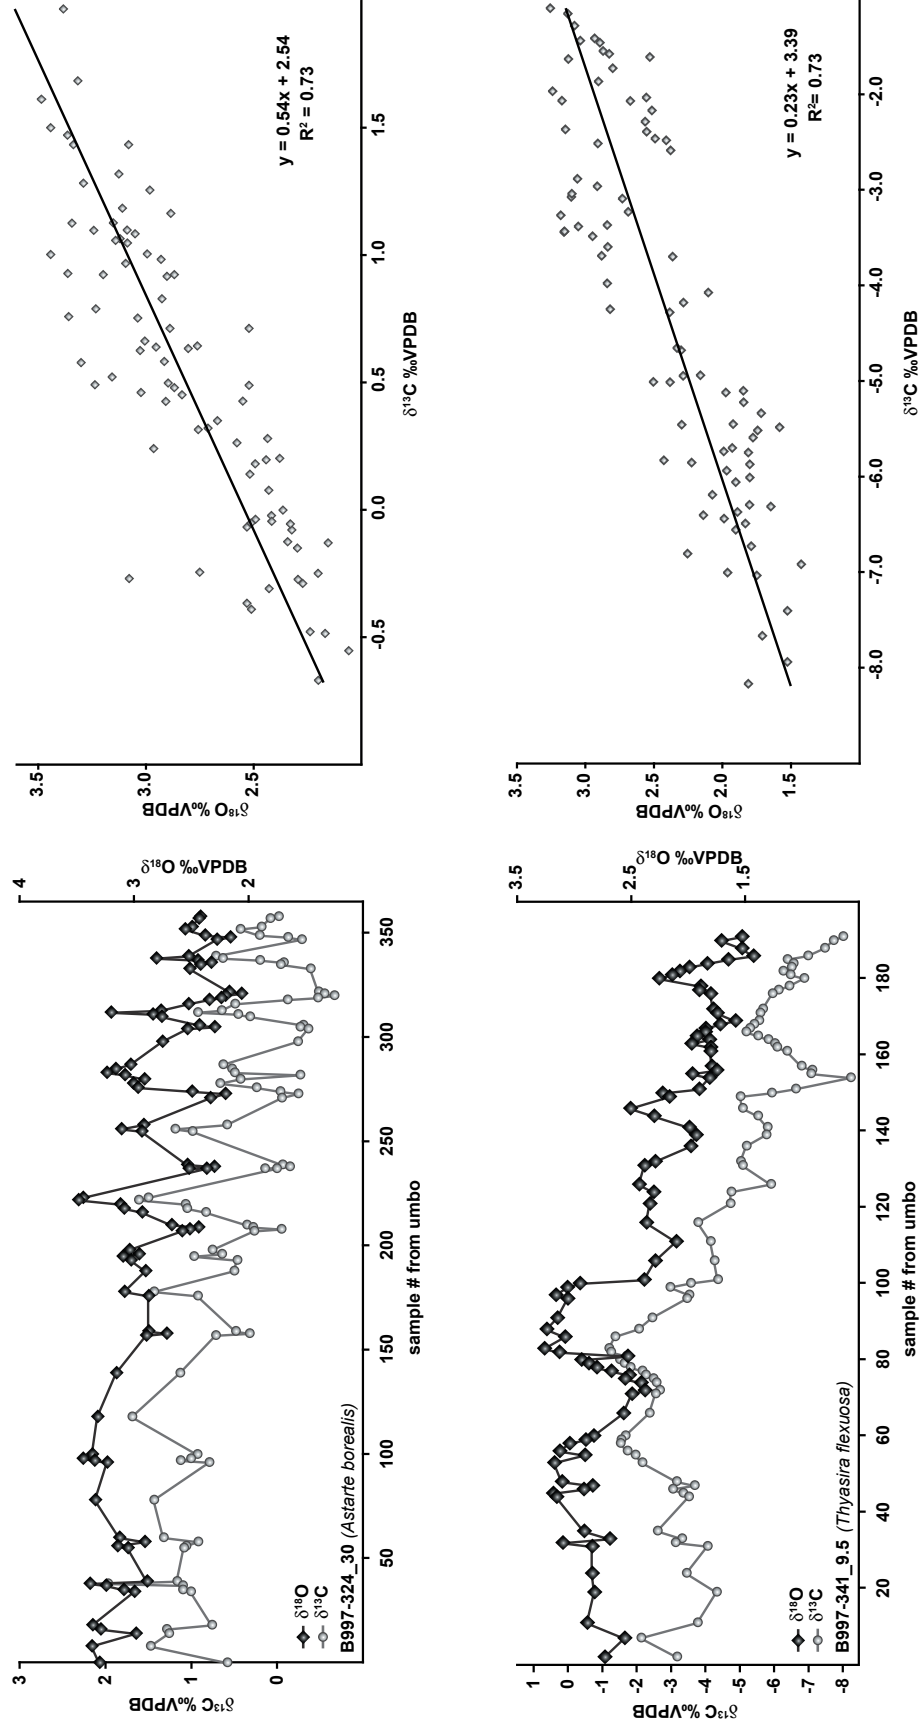 3
2
1
0
δ¹³C ‰VPDB
4
3
2
δ¹⁸O ‰VPDB
50
100
150
200
250
300
350
sample # from umbo
δ¹⁸O
δ¹³C
B997-324_30 (Astarte borealis)
3.5
3.0
2.5
δ¹⁸O ‰VPDB
-0.5
0.0
0.5
1.0
1.5
δ¹³C ‰VPDB
y = 0.54x + 2.54
R² = 0.73
1
0
-1
-2
-3
-4
-5
-6
-7
-8
δ¹³C ‰VPDB
3.5
2.5
1.5
δ¹⁸O ‰VPDB
20
40
60
80
100
120
140
160
180
sample # from umbo
δ¹⁸O
δ¹³C
B997-341_9.5 (Thyasira flexuosa)
3.5
3.0
2.5
2.0
1.5
δ¹⁸O ‰VPDB
-8.0
-7.0
-6.0
-5.0
-4.0
-3.0
-2.0
δ¹³C ‰VPDB
y = 0.23x + 3.39
R²= 0.73